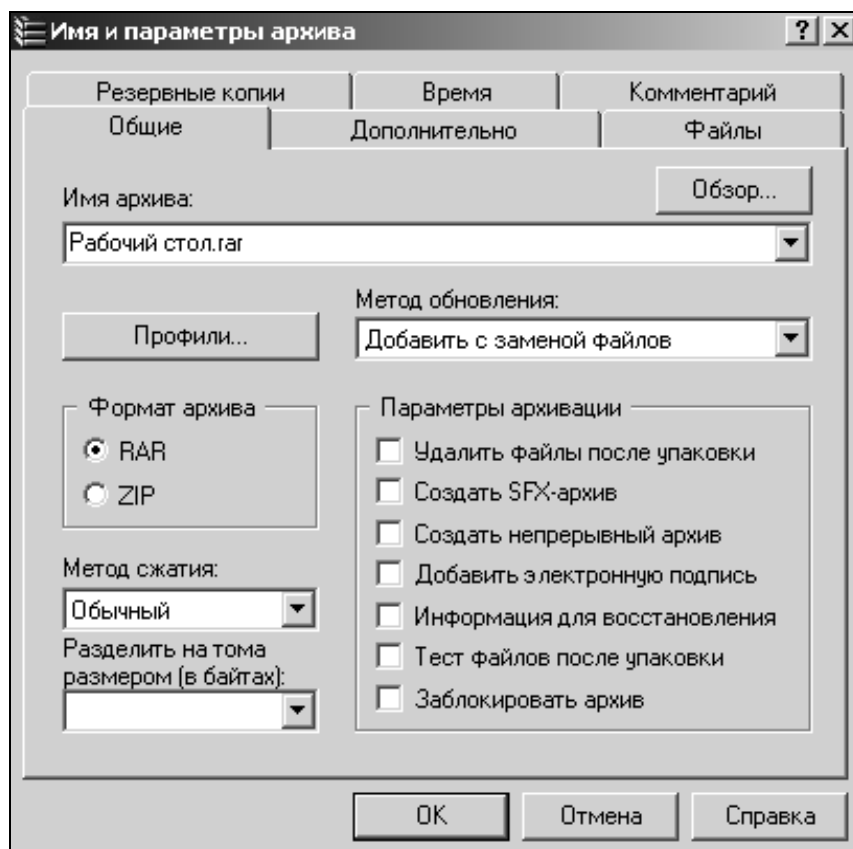 Имя и параметры архива
Резервные копии Время Комментарий
Общие Дополнительно Файлы
Имя архива: Обзор...
Рабочий стол.rar
Метод обновления:
Профили... Добавить с заменой файлов
Формат архива Параметры архивации
RAR Удалить файлы после упаковки
ZIP Создать SFX-архив
Создать непрерывный архив
Метод сжатия: Добавить электронную подпись
Обычный Информация для восстановления
Разделить на тома Тест файлов после упаковки
размером (в байтах):
Заблокировать архив
OK Отмена Справка